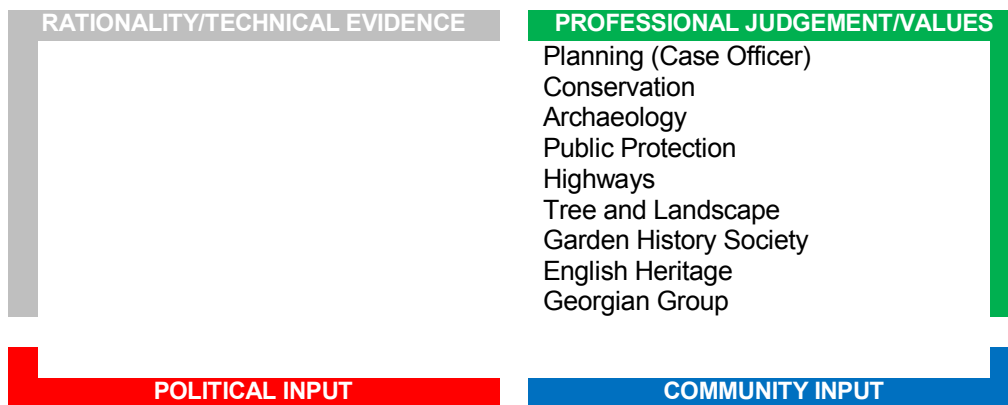 RATIONALITY/TECHNICAL EVIDENCE
PROFESSIONAL JUDGEMENT/VALUES
Planning (Case Officer)
Conservation
Archaeology
Public Protection
Highways
Tree and Landscape
Garden History Society
English Heritage
Georgian Group
POLITICAL INPUT
COMMUNITY INPUT